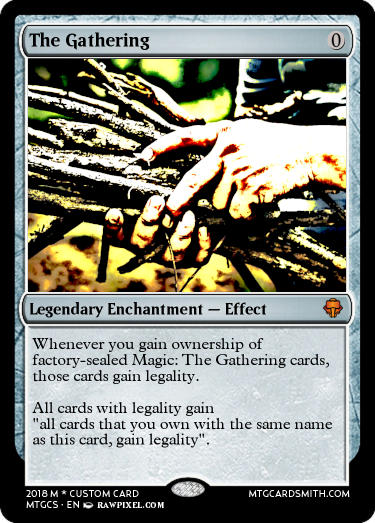 The Gathering 0
Legendary Enchantment — Effect
Whenever you gain ownership of
factory-sealed Magic: The Gathering cards,
those cards gain legality.
All cards with legality gain
"all cards that you own with the same name
as this card, gain legality".
2018 M * CUSTOM CARD
MTGCS · EN RAWPIXEL.COM
MTGCARDSMITH.COM